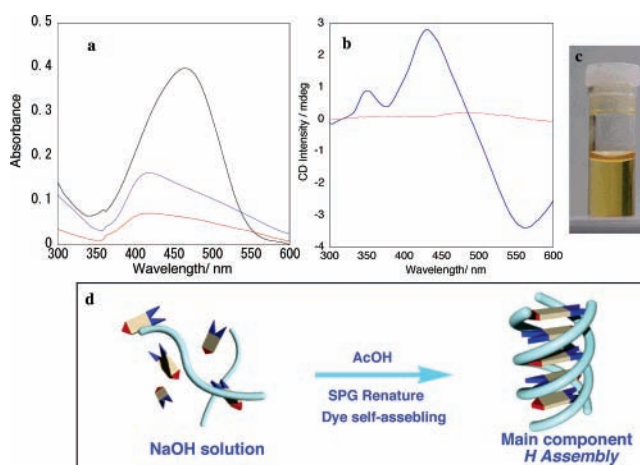 a
Absorbance
0.5
0.4
0.3
0.2
0.1
0
300 350 400 450 500 550 600
Wavelength/ nm
b
CD Intensity / mdeg
3
2
1
0
-1
-2
-3
-4
300 350 400 450 500 550 600
Wavelength/ nm
c
d
NaOH solution
AcOH
SPG Renature
Dye self-assebling
Main component
H Assembly